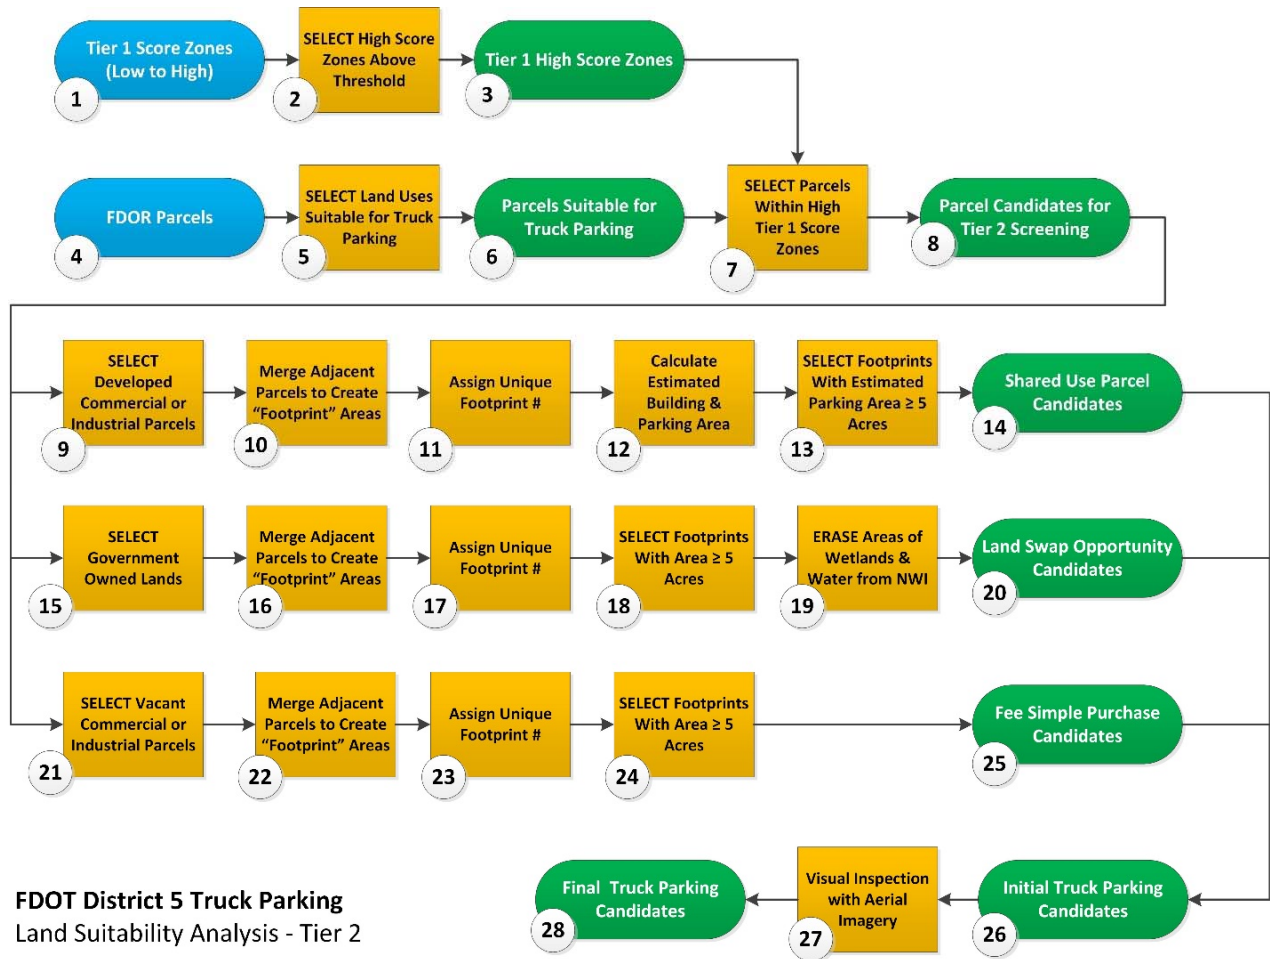 Tier 1 Score Zones
(Low to High)
1
SELECT High Score
Zones Above
Threshold
2
Tier 1 High Score Zones
3
FDOR Parcels
4
SELECT Land Uses
Suitable for Truck
Parking
5
Parcels Suitable for
Truck Parking
6
SELECT Parcels
Within High
Tier 1 Score
Zones
7
Parcel Candidates for
Tier 2 Screening
8
SELECT
Developed
Commercial or
Industrial Parcels
9
Merge Adjacent
Parcels to Create
“Footprint” Areas
10
Assign Unique
Footprint #
11
Calculate
Estimated
Building &
Parking Area
12
SELECT Footprints
With Estimated
Parking Area ≥ 5
Acres
13
Shared Use Parcel
Candidates
14
SELECT
Government
Owned Lands
15
Merge Adjacent
Parcels to Create
“Footprint” Areas
16
Assign Unique
Footprint #
17
SELECT Footprints
With Area ≥ 5
Acres
18
ERASE Areas of
Wetlands &
Water from NWI
19
Land Swap Opportunity
Candidates
20
SELECT Vacant
Commercial or
Industrial Parcels
21
Merge Adjacent
Parcels to Create
“Footprint” Areas
22
Assign Unique
Footprint #
23
SELECT Footprints
With Area ≥ 5
Acres
24
Fee Simple Purchase
Candidates
25
Initial Truck Parking
Candidates
26
Visual Inspection
with Aerial
Imagery
27
Final Truck Parking
Candidates
28
FDOT District 5 Truck Parking
Land Suitability Analysis - Tier 2